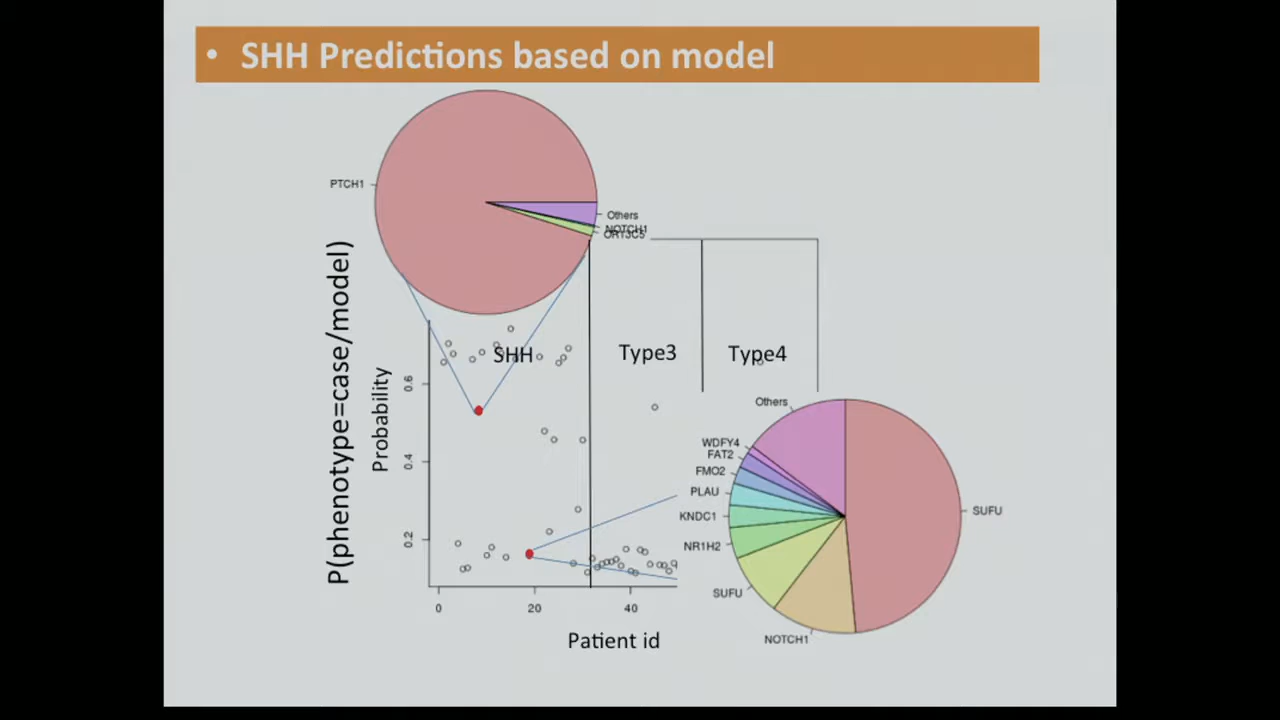 • SHH Predictions based on model
PTCH1
Others
NOTCH1
OR13C5
P(phenotype=case/model)
Probability
0.6
0.4
0.2
SHH
Type3
Type4
0
20
40
Patient id
Others
WDFY4
FAT2
FMO2
PLAU
KNDC1
NR1H2
SUFU
NOTCH1
SUFU